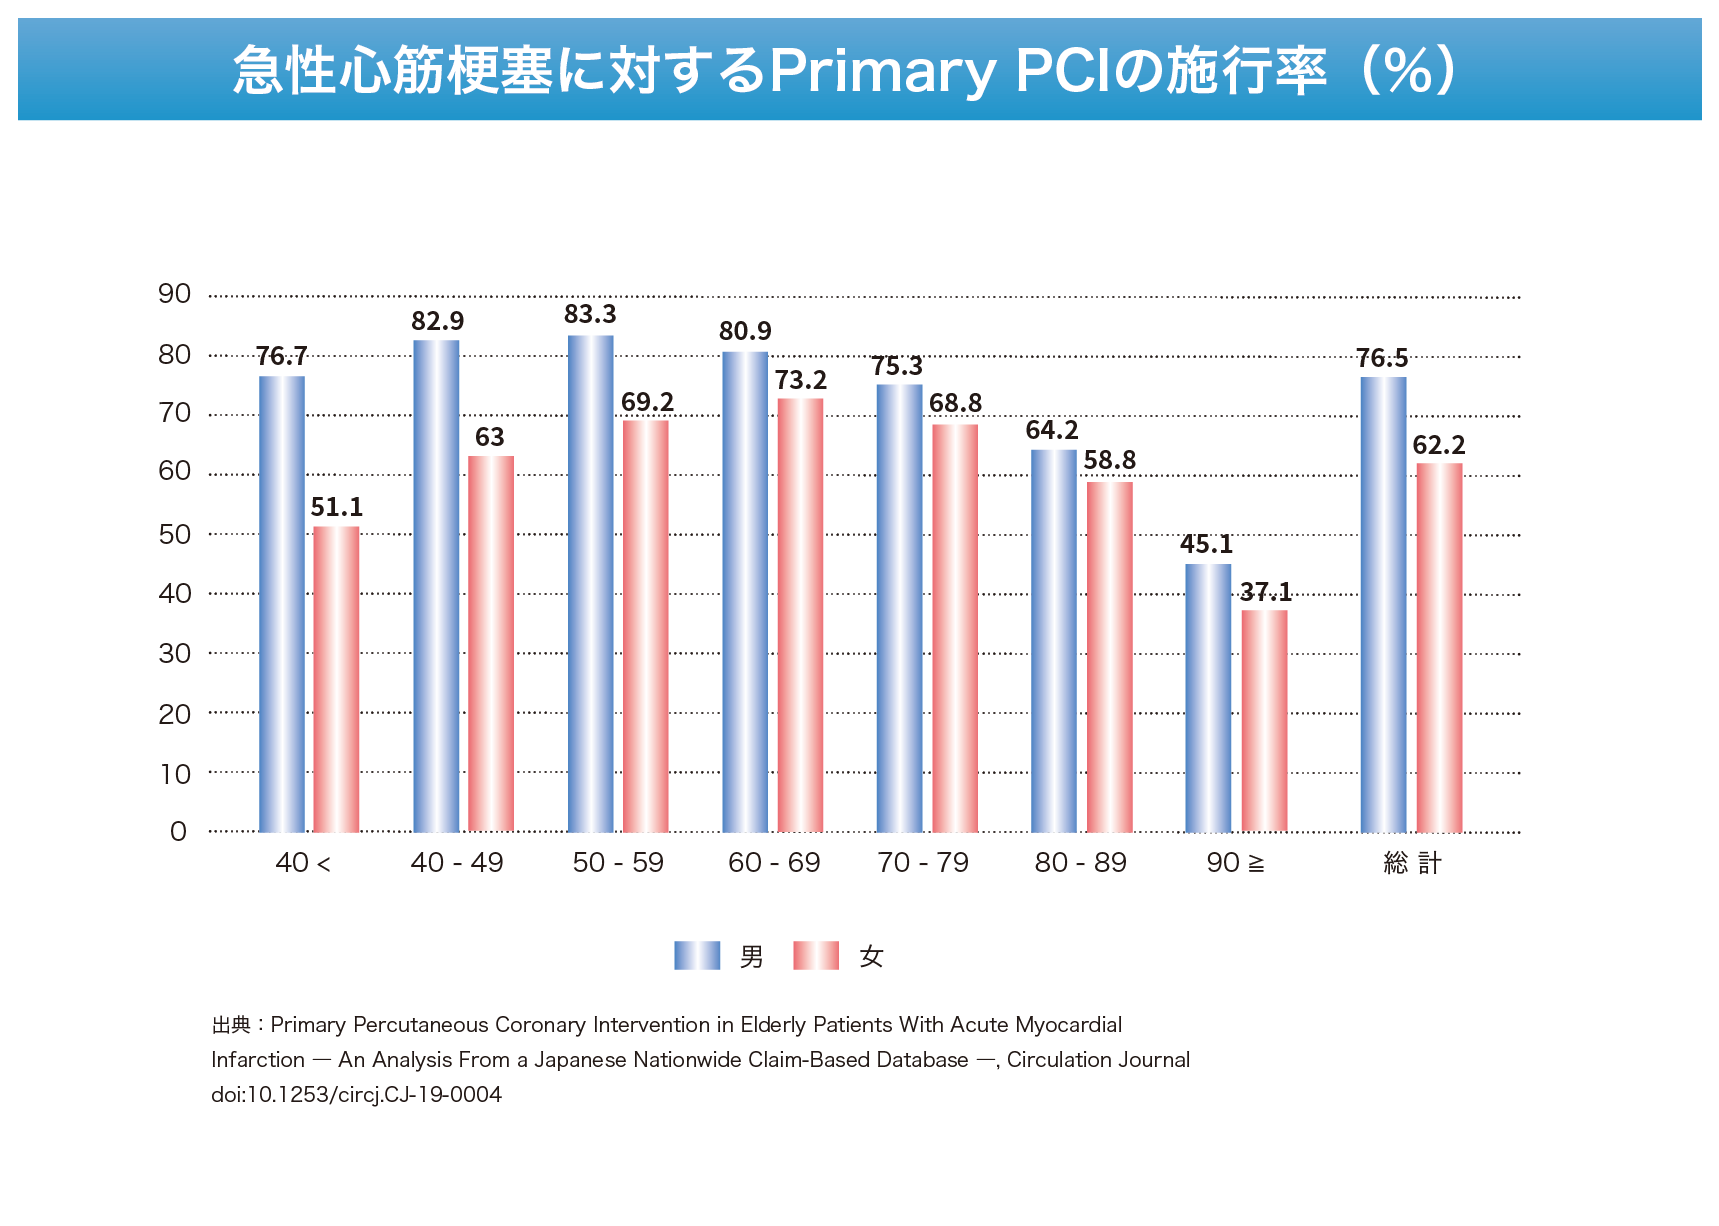 急性心筋梗塞に対するPrimary PCIの施行率（%）
90
80
70
60
50
40
30
20
10
0
76.7
51.1
82.9
63
83.3
69.2
80.9
73.2
75.3
68.8
64.2
58.8
45.1
37.1
76.5
62.2
40 <
40 - 49
50 - 59
60 - 69
70 - 79
80 - 89
90 ≧
総 計
男
女
出典：Primary Percutaneous Coronary Intervention in Elderly Patients With Acute Myocardial
Infarction — An Analysis From a Japanese Nationwide Claim-Based Database —, Circulation Journal
doi:10.1253/circj.CJ-19-0004